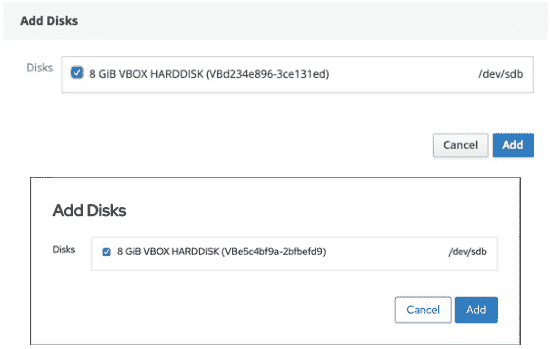 Add Disks
Disks 8 GiB VBOX HARDDISK (VBd234e896-3ce131ed) /dev/sdb
Cancel Add
Add Disks
Disks 8 GiB VBOX HARDDISK (VBe5c4bf9a-2bfbefd9) /dev/sdb
Cancel Add